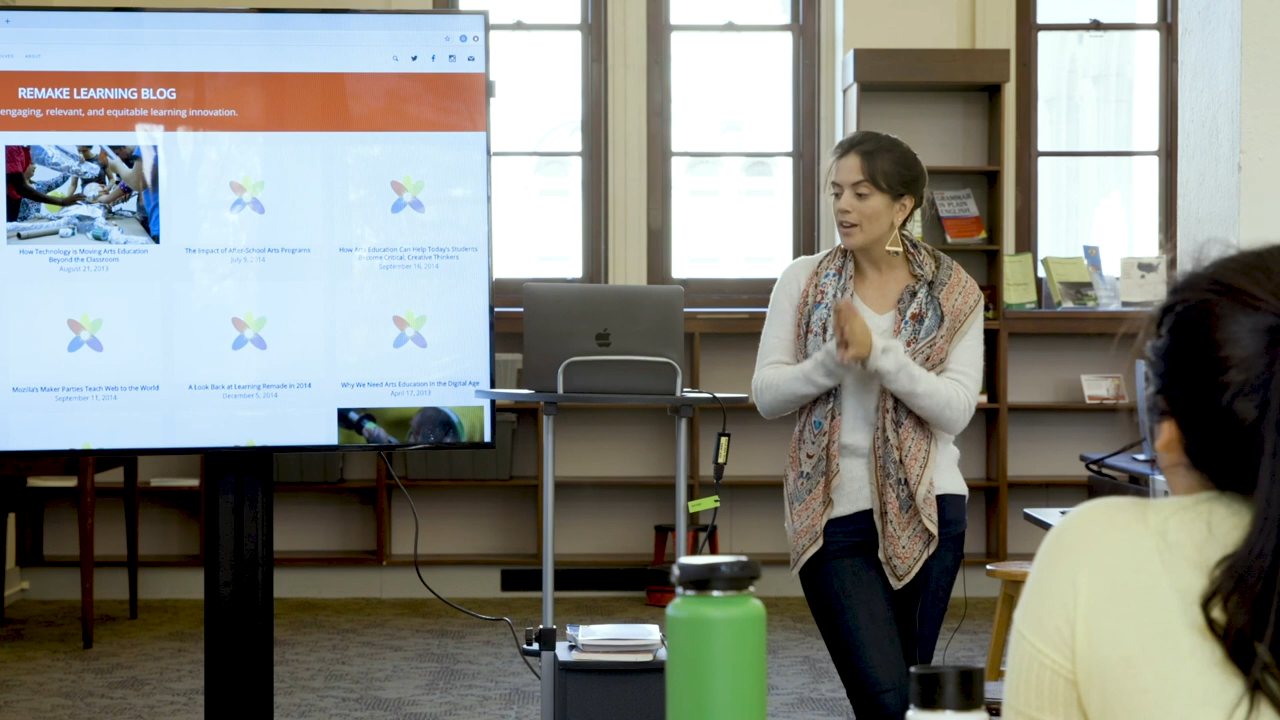 ABOUT
REMAKE LEARNING BLOG
engaging, relevant, and equitable learning innovation.
How Technology is Moving Arts Education
Beyond the Classroom
August 21, 2013
The Impact of After-School Arts Programs
July 9, 2014
How Arts Education Can Help Today's Students
Become Critical, Creative Thinkers
September 16, 2014
Mozilla's Maker Parties Teach Web to the World
September 11, 2014
A Look Back at Learning Remade in 2014
December 5, 2014
Why We Need Arts Education in the Digital Age
April 17, 2013
GRAMMAR
IN PLAIN
ENGLISH